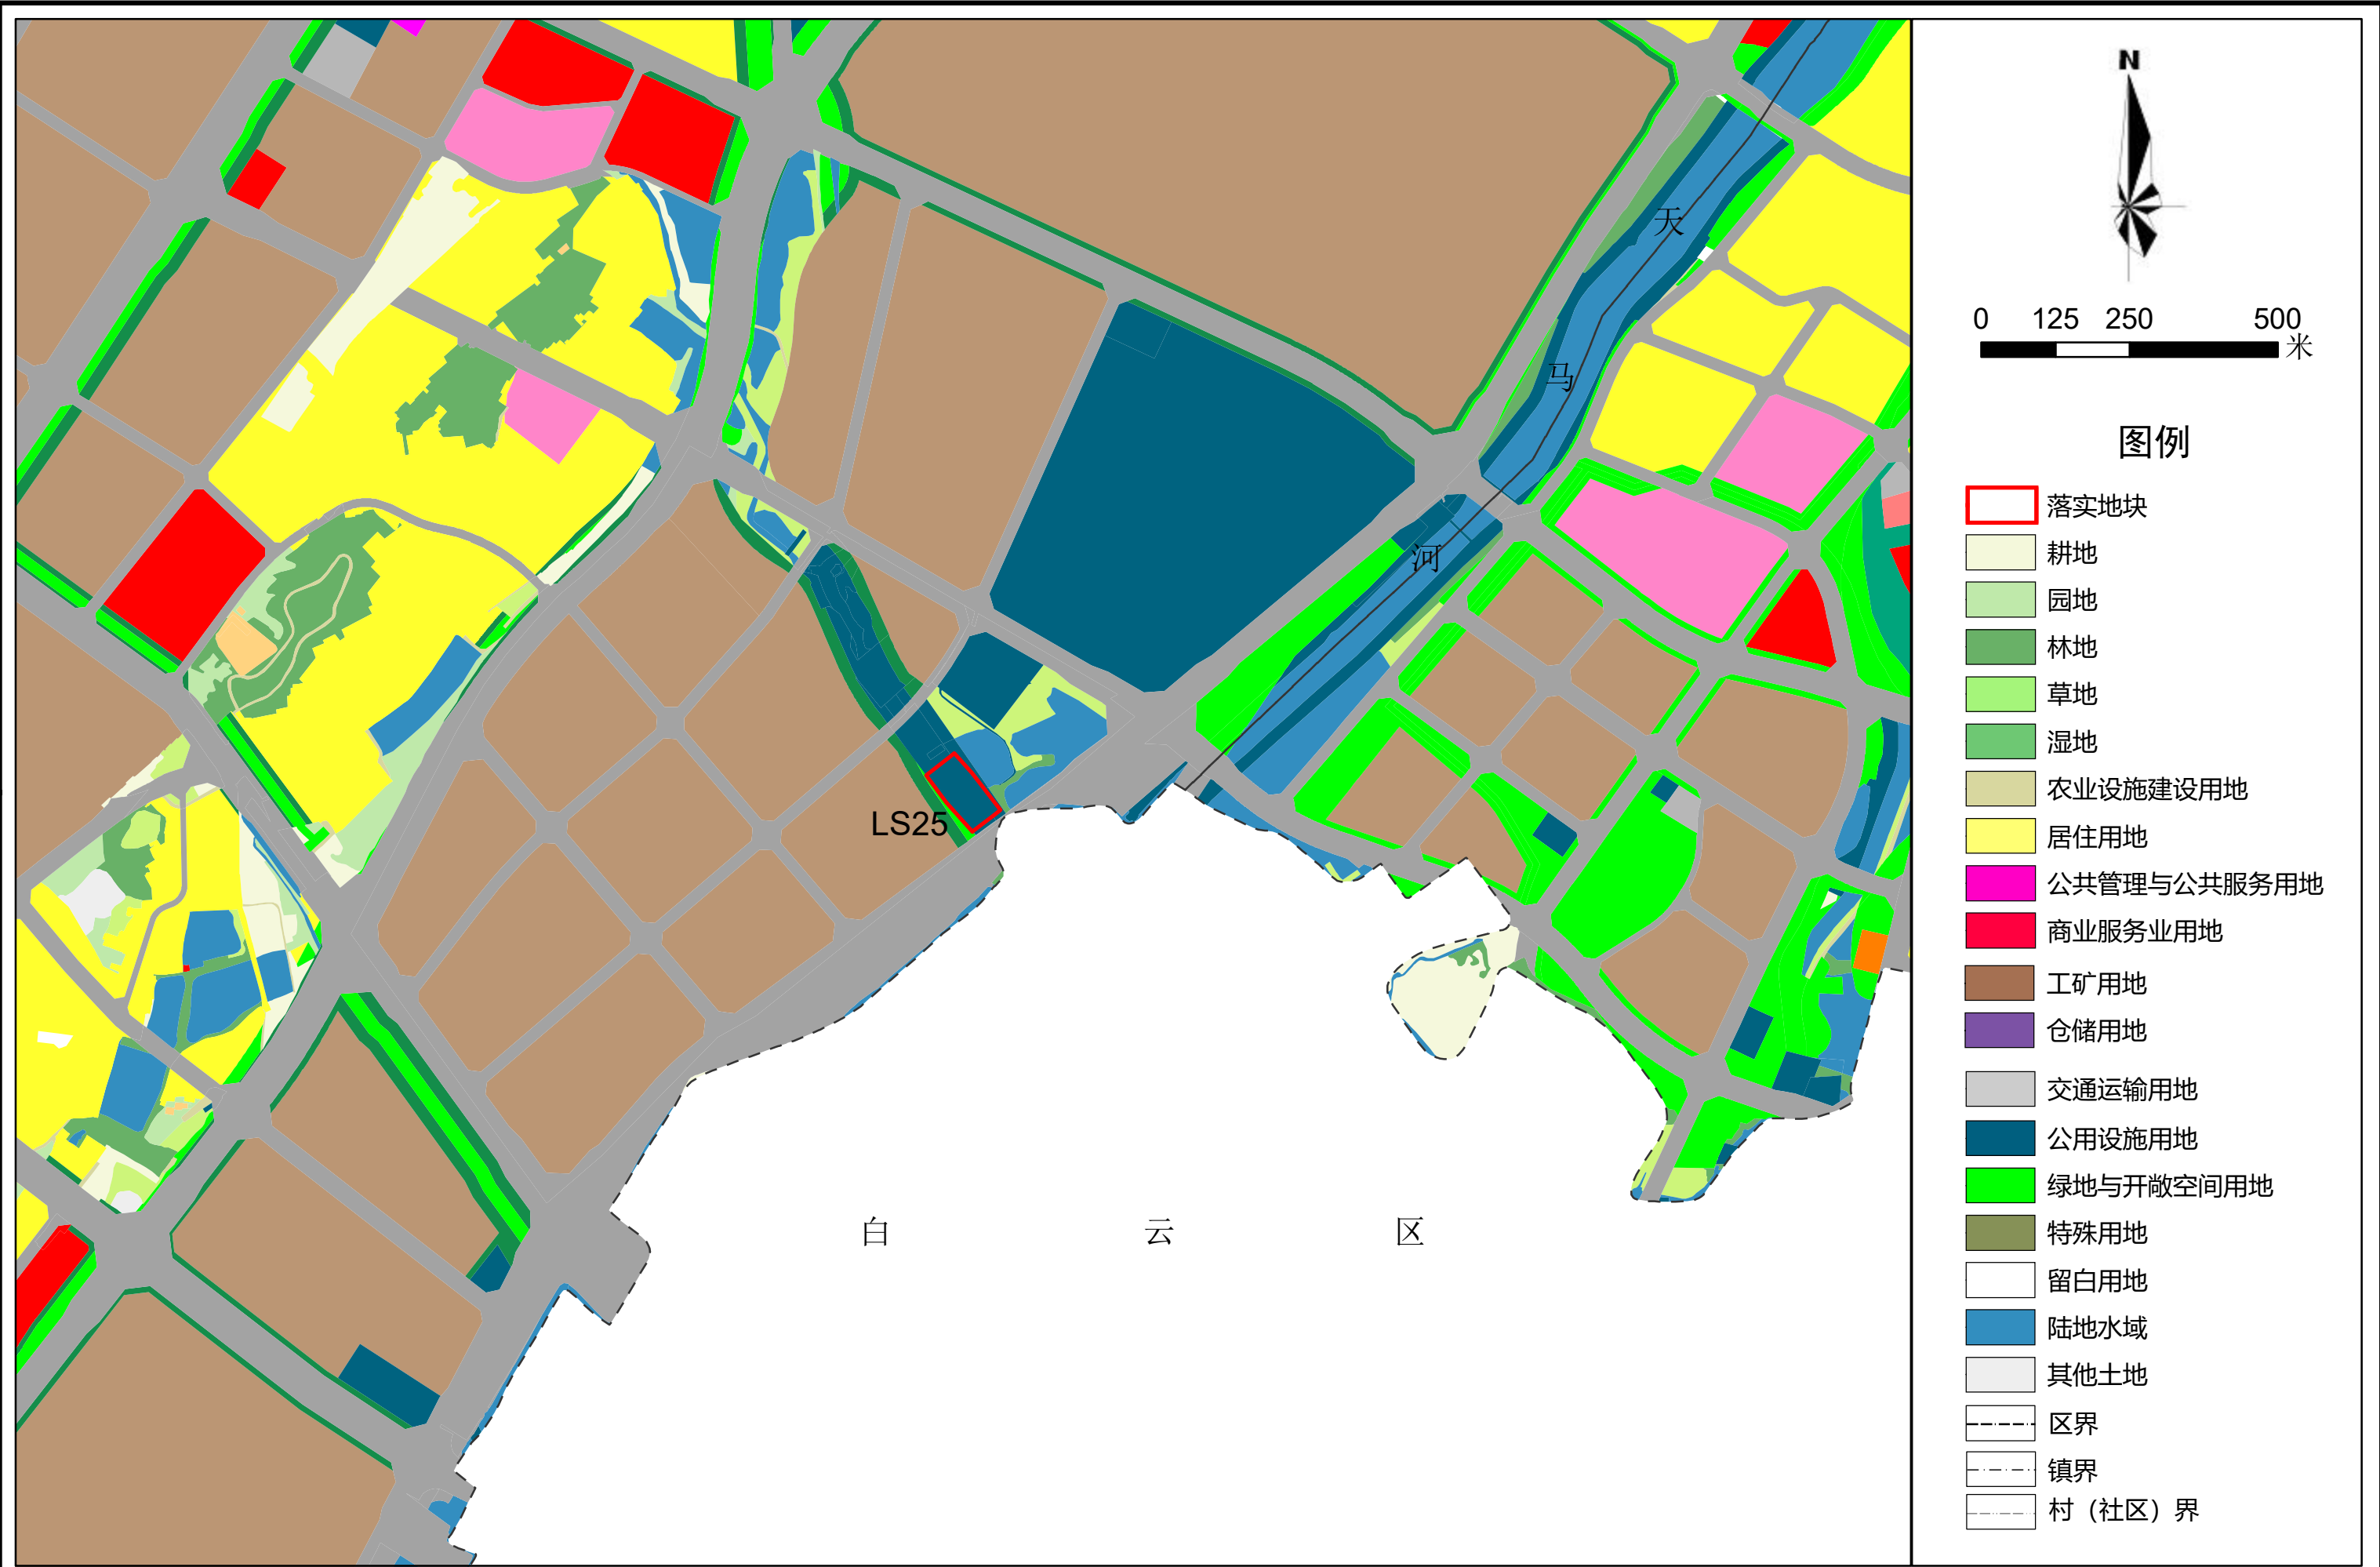 天
马
河
LS25
白 云 区
N
0 125 250 500
米
图例
落实地块
耕地
园地
林地
草地
湿地
农业设施建设用地
居住用地
公共管理与公共服务用地
商业服务业用地
工矿用地
仓储用地
交通运输用地
公用设施用地
绿地与开敞空间用地
特殊用地
留白用地
陆地水域
其他土地
区界
镇界
村（社区）界